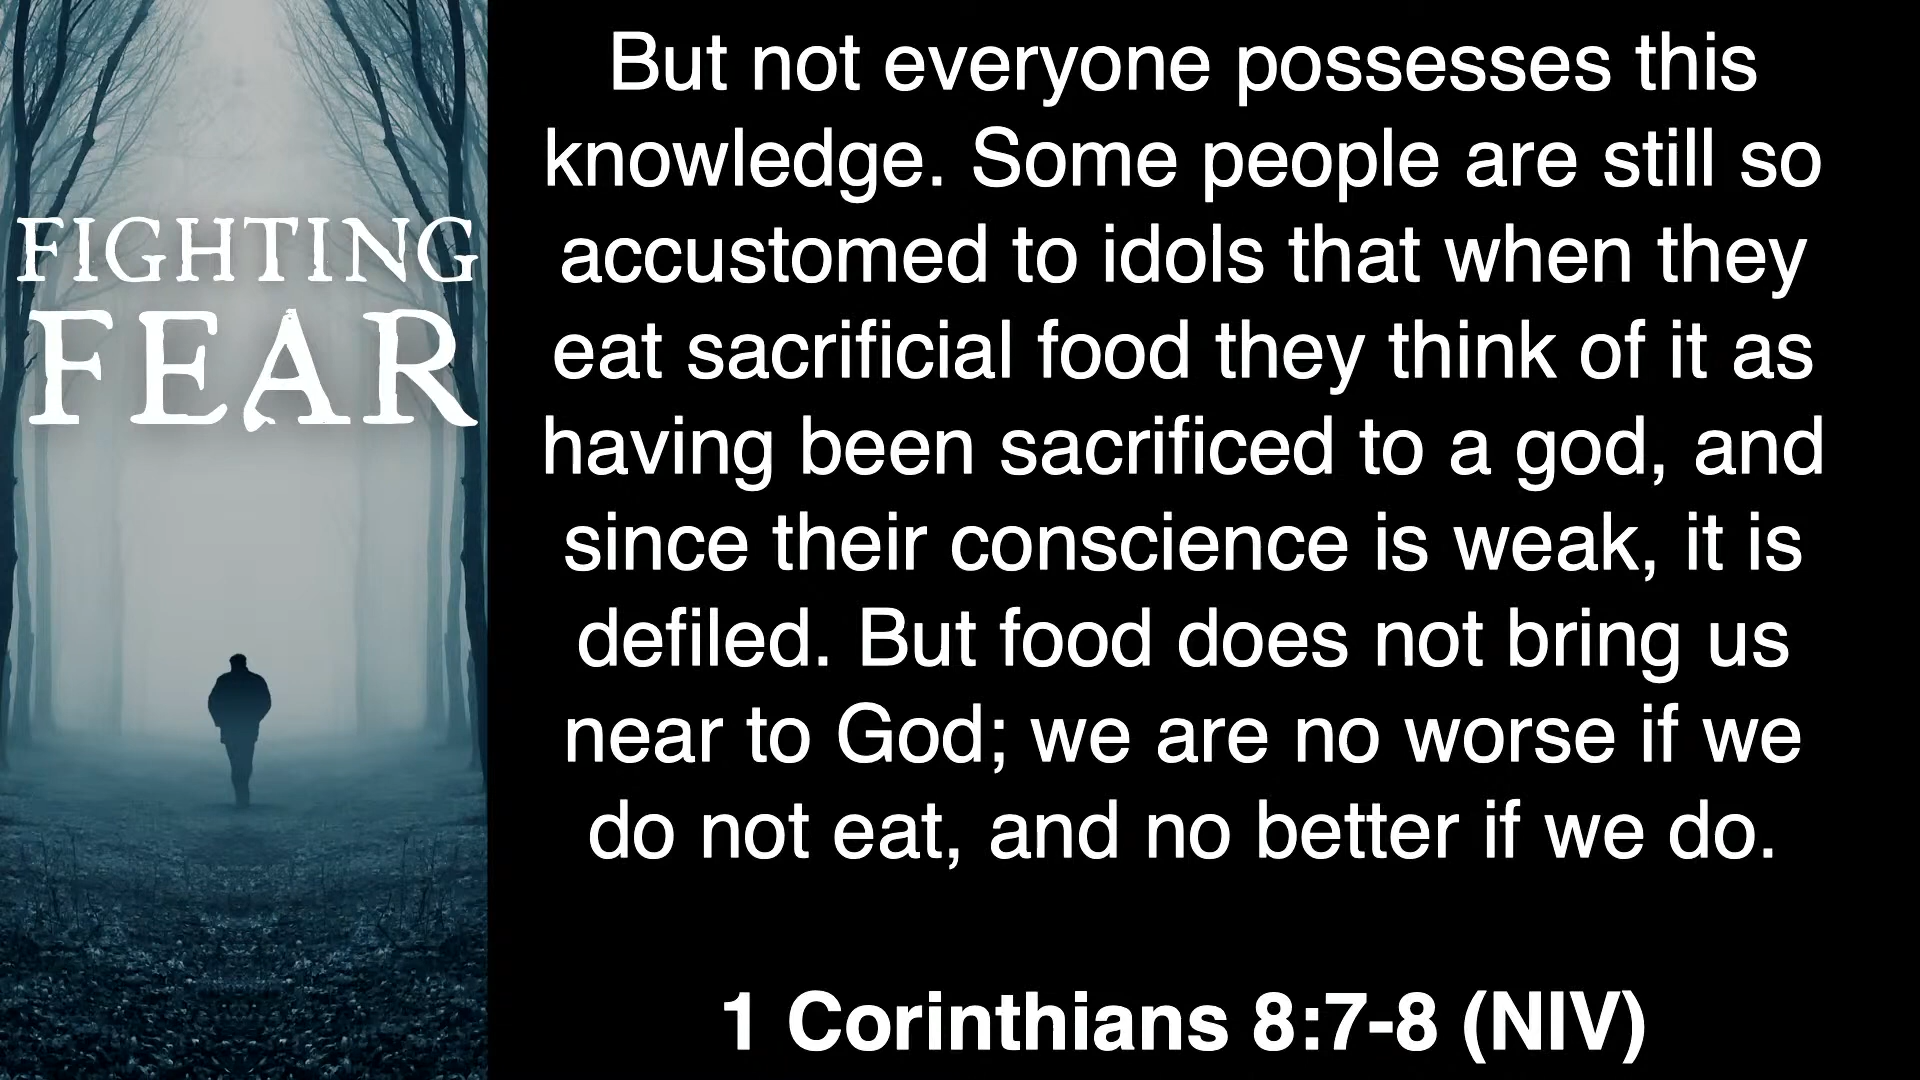 FIGHTING
FEAR
But not everyone possesses this
knowledge. Some people are still so
accustomed to idols that when they
eat sacrificial food they think of it as
having been sacrificed to a god, and
since their conscience is weak, it is
defiled. But food does not bring us
near to God; we are no worse if we
do not eat, and no better if we do.
1 Corinthians 8:7-8 (NIV)